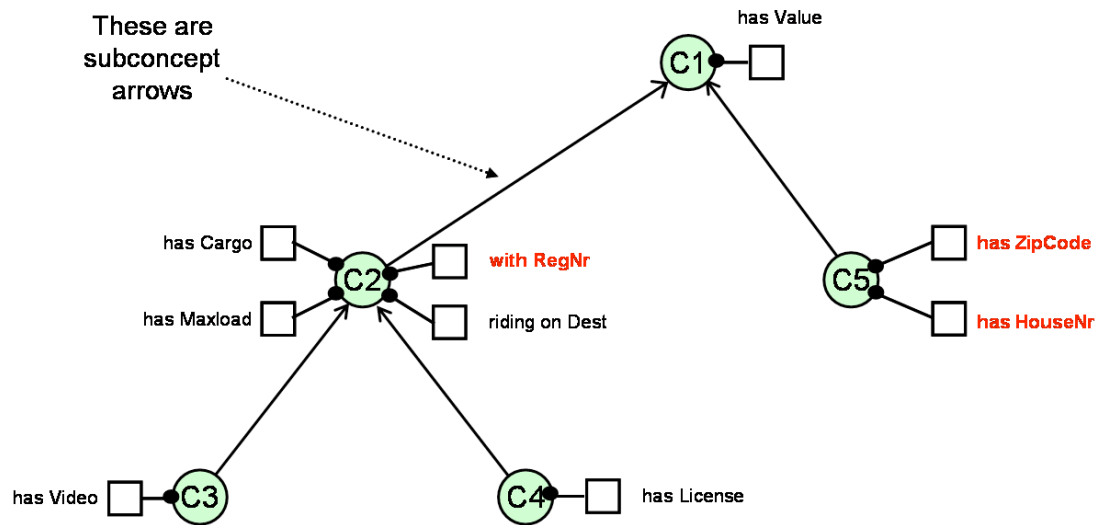 These are
subconcept
arrows
has Value
C1
has Cargo
with RegNr
has ZipCode
C2
C5
has Maxload
riding on Dest
has HouseNr
has Video
C3
C4
has License